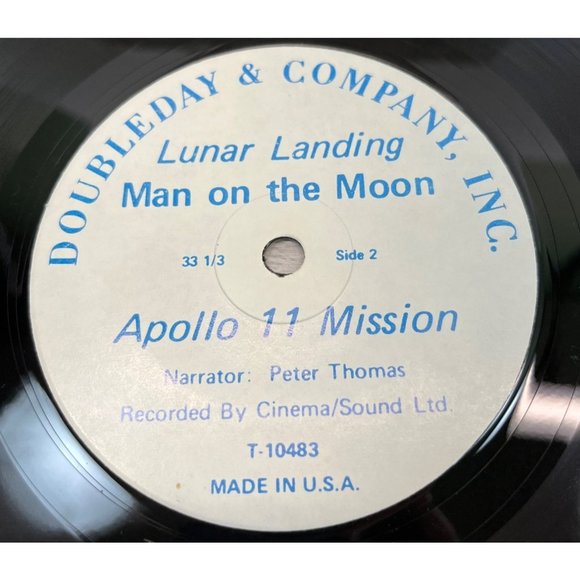 DOUBLEDAY & COMPANY, INC.
Lunar Landing
Man on the Moon
33 1/3 Side 2
Apollo 11 Mission
Narrator: Peter Thomas
Recorded By Cinema/Sound Ltd.
T-10483
MADE IN U.S.A.